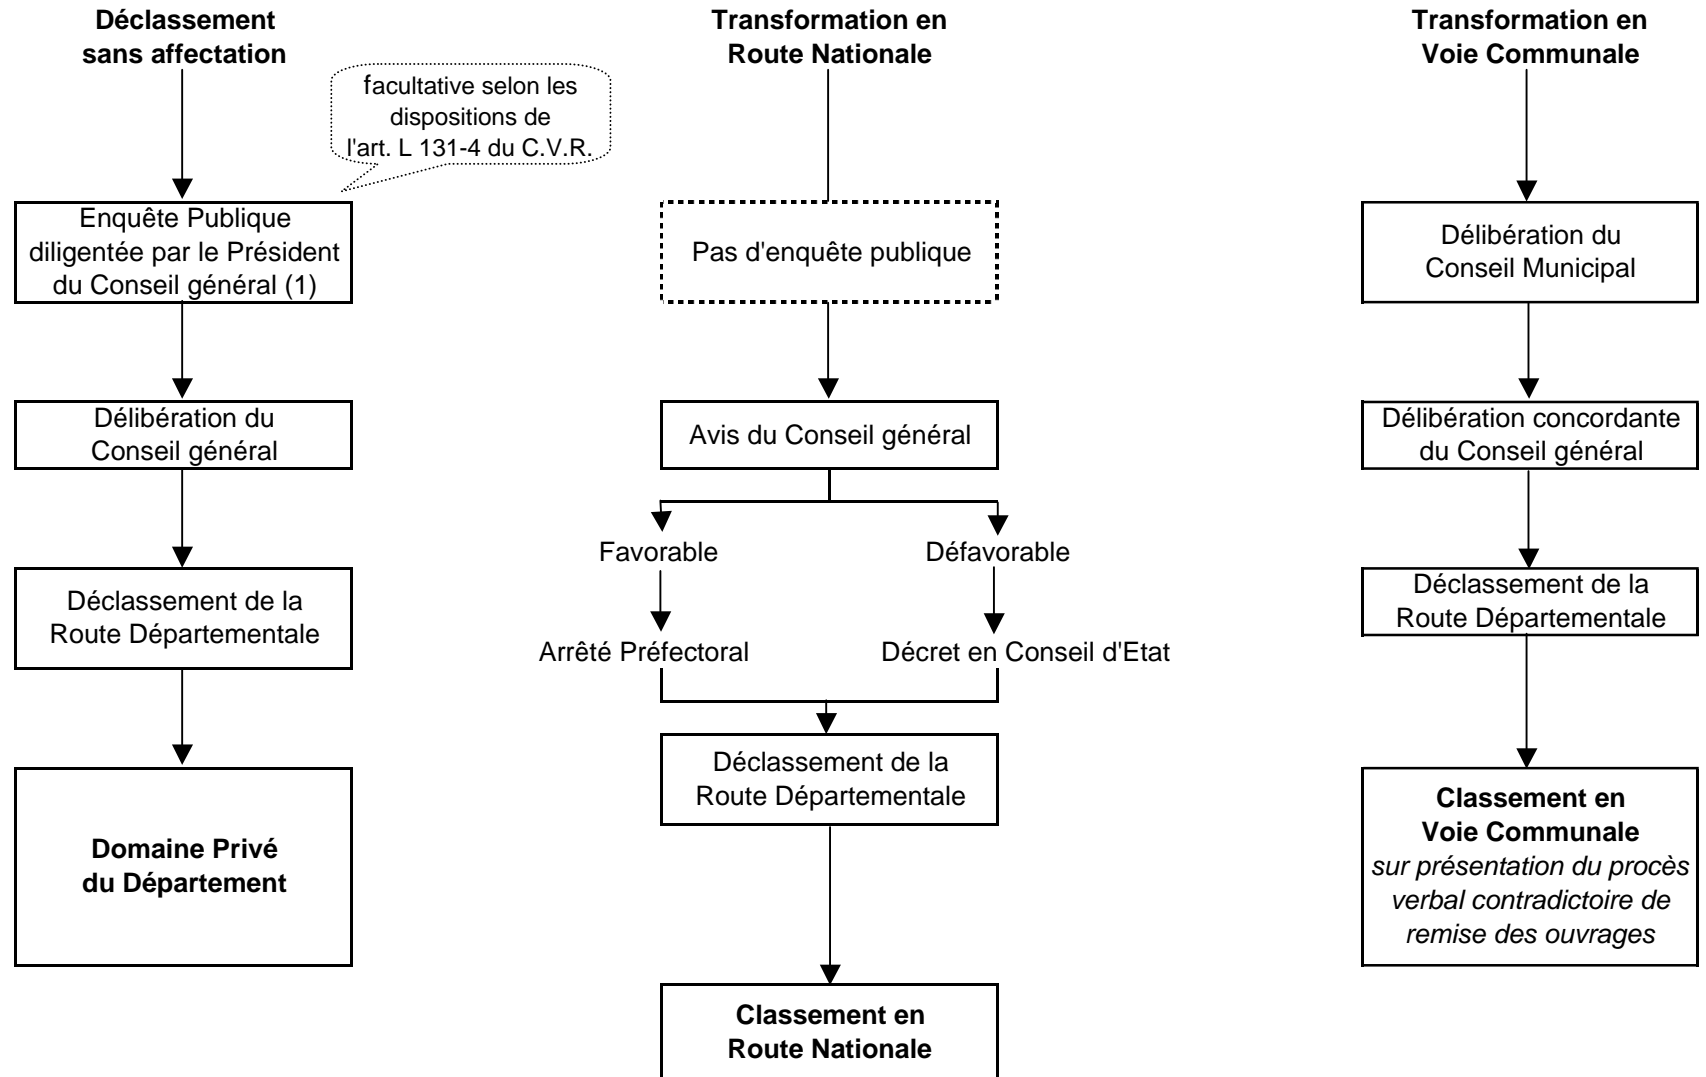 Déclassement
sans affectation
facultative selon les
dispositions de
l'art. L 131-4 du C.V.R.
Enquête Publique
diligentée par le Président
du Conseil général (1)
Délibération du
Conseil général
Déclassement de la
Route Départementale
Domaine Privé
du Département
Transformation en
Route Nationale
Pas d'enquête publique
Avis du Conseil général
Favorable
Défavorable
Arrêté Préfectoral
Décret en Conseil d'Etat
Déclassement de la
Route Départementale
Classement en
Route Nationale
Transformation en
Voie Communale
Délibération du
Conseil Municipal
Délibération concordante
du Conseil général
Déclassement de la
Route Départementale
Classement en
Voie Communale
sur présentation du procès
verbal contradictoire de
remise des ouvrages